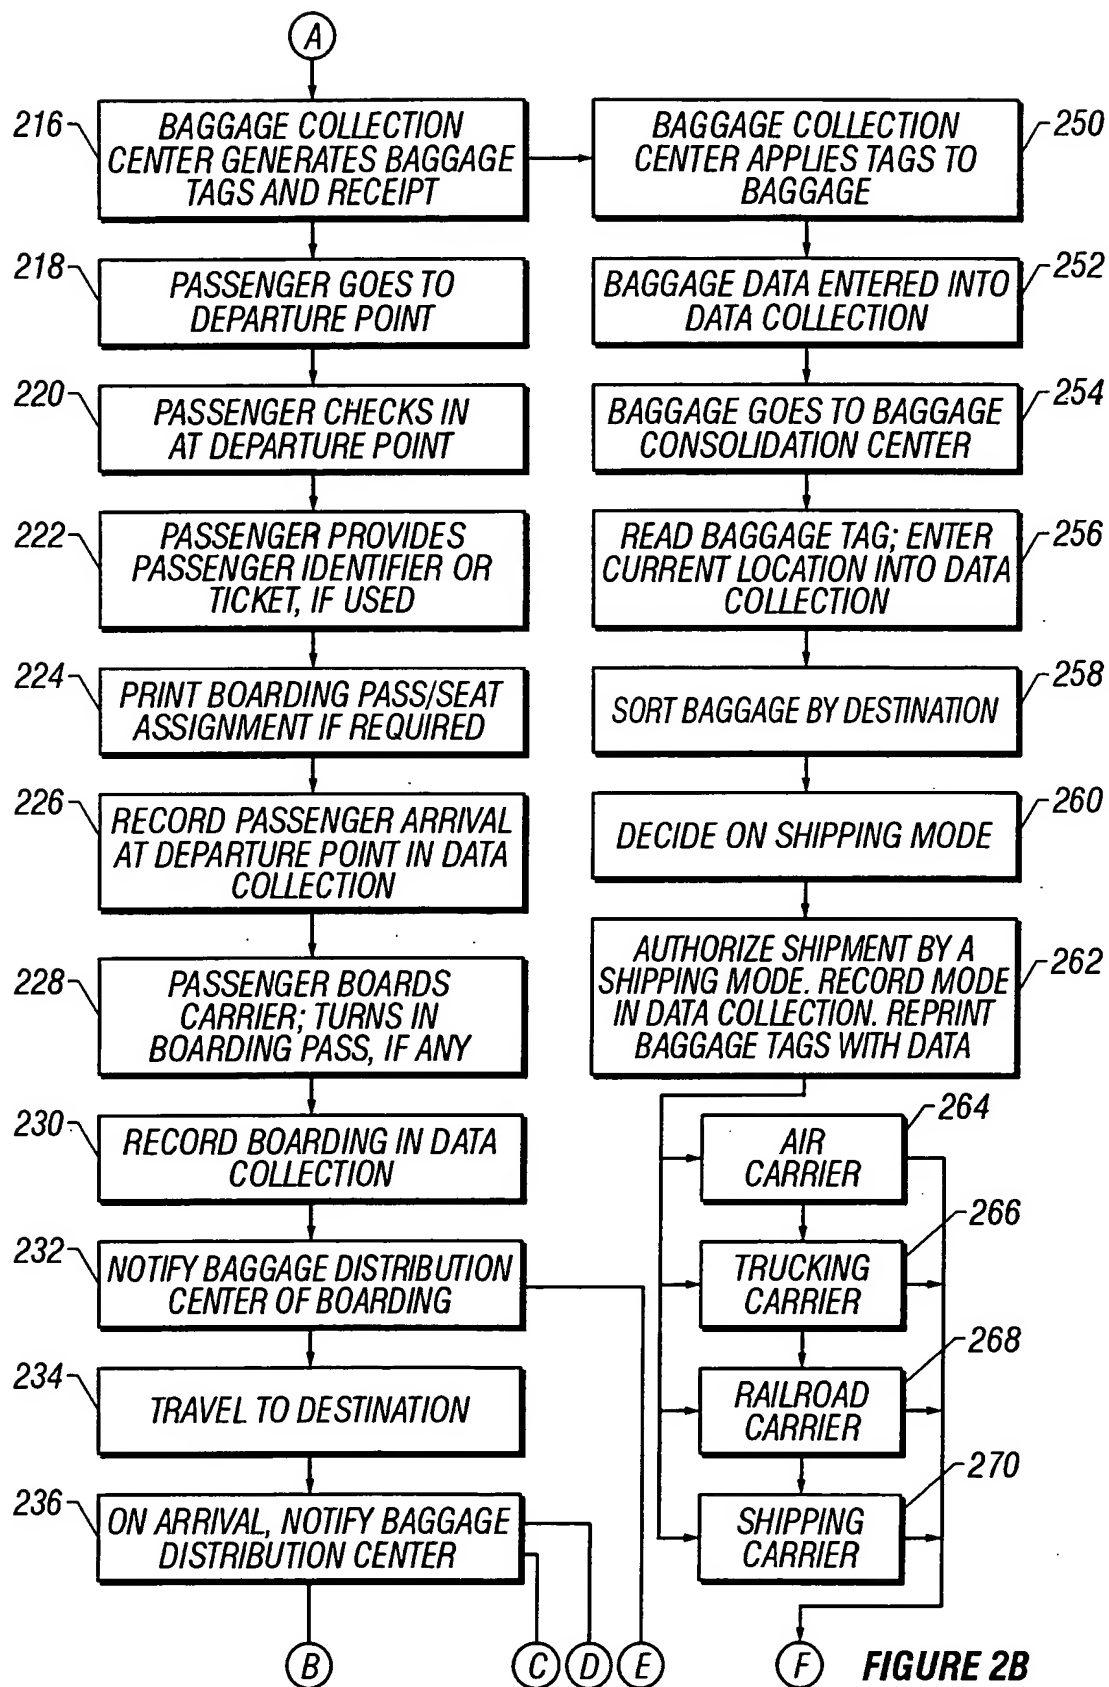 A
216
BAGGAGE COLLECTION
CENTER GENERATES BAGGAGE
TAGS AND RECEIPT
218
PASSENGER GOES TO
DEPARTURE POINT
220
PASSENGER CHECKS IN
AT DEPARTURE POINT
222
PASSENGER PROVIDES
PASSENGER IDENTIFIER OR
TICKET, IF USED
224
PRINT BOARDING PASS/SEAT
ASSIGNMENT IF REQUIRED
226
RECORD PASSENGER ARRIVAL
AT DEPARTURE POINT IN DATA
COLLECTION
228
PASSENGER BOARDS
CARRIER; TURNS IN
BOARDING PASS, IF ANY
230
RECORD BOARDING IN DATA
COLLECTION
232
NOTIFY BAGGAGE DISTRIBUTION
CENTER OF BOARDING
234
TRAVEL TO DESTINATION
236
ON ARRIVAL, NOTIFY BAGGAGE
DISTRIBUTION CENTER
250
BAGGAGE COLLECTION
CENTER APPLIES TAGS TO
BAGGAGE
252
BAGGAGE DATA ENTERED INTO
DATA COLLECTION
254
BAGGAGE GOES TO BAGGAGE
CONSOLIDATION CENTER
256
READ BAGGAGE TAG; ENTER
CURRENT LOCATION INTO DATA
COLLECTION
258
SORT BAGGAGE BY DESTINATION
260
DECIDE ON SHIPPING MODE
262
AUTHORIZE SHIPMENT BY A
SHIPPING MODE. RECORD MODE
IN DATA COLLECTION. REPRINT
BAGGAGE TAGS WITH DATA
264
AIR
CARRIER
266
TRUCKING
CARRIER
268
RAILROAD
CARRIER
270
SHIPPING
CARRIER
B
C
D
E
F
FIGURE 2B